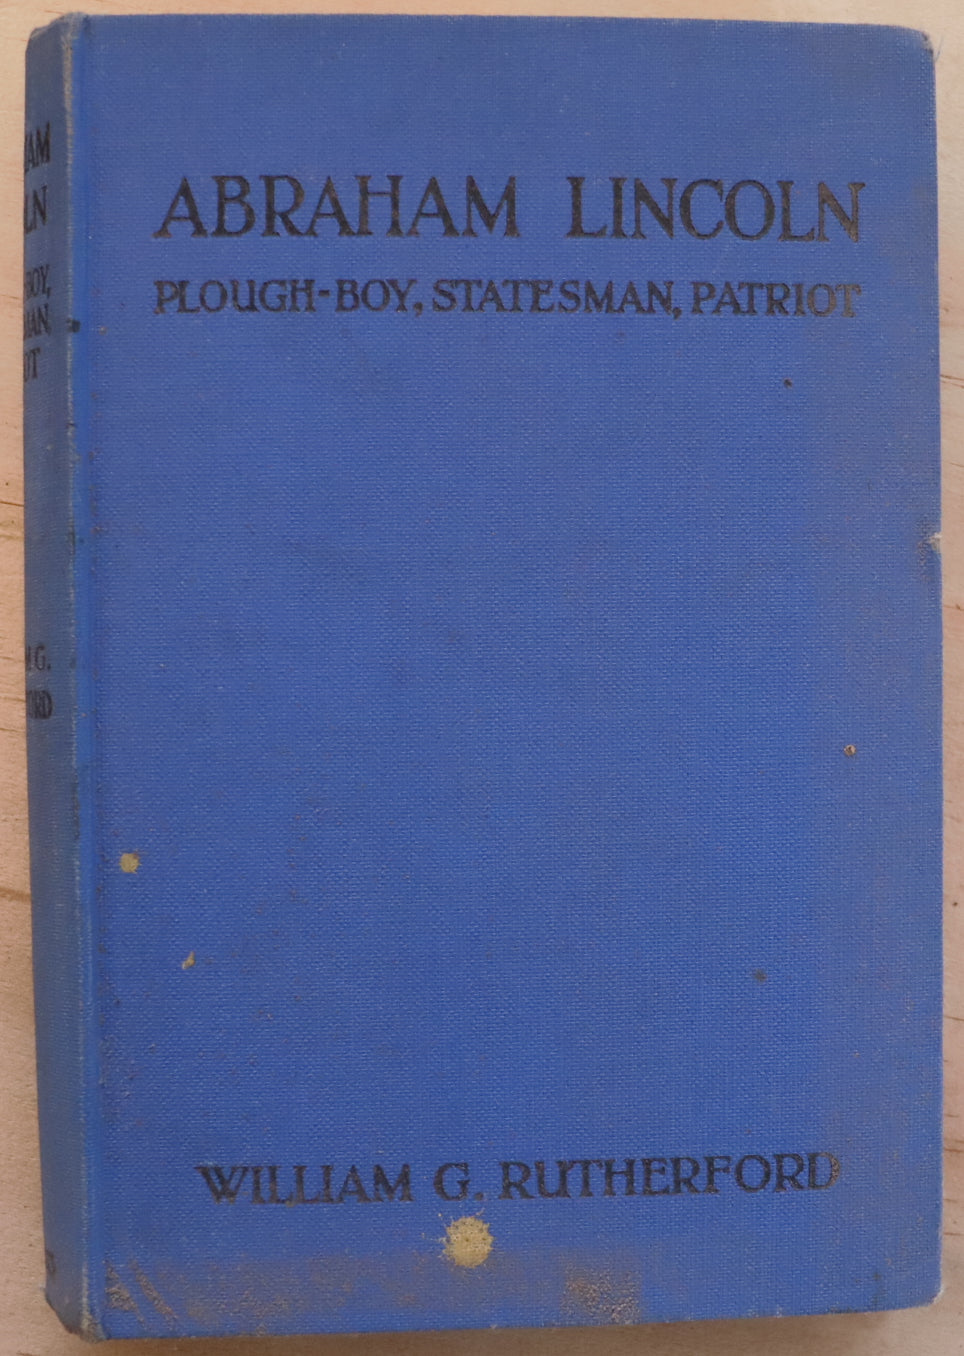 ABRAHAM LINCOLN
PLOUGH-BOY, STATESMAN, PATRIOT
WILLIAM G. RUTHERFORD